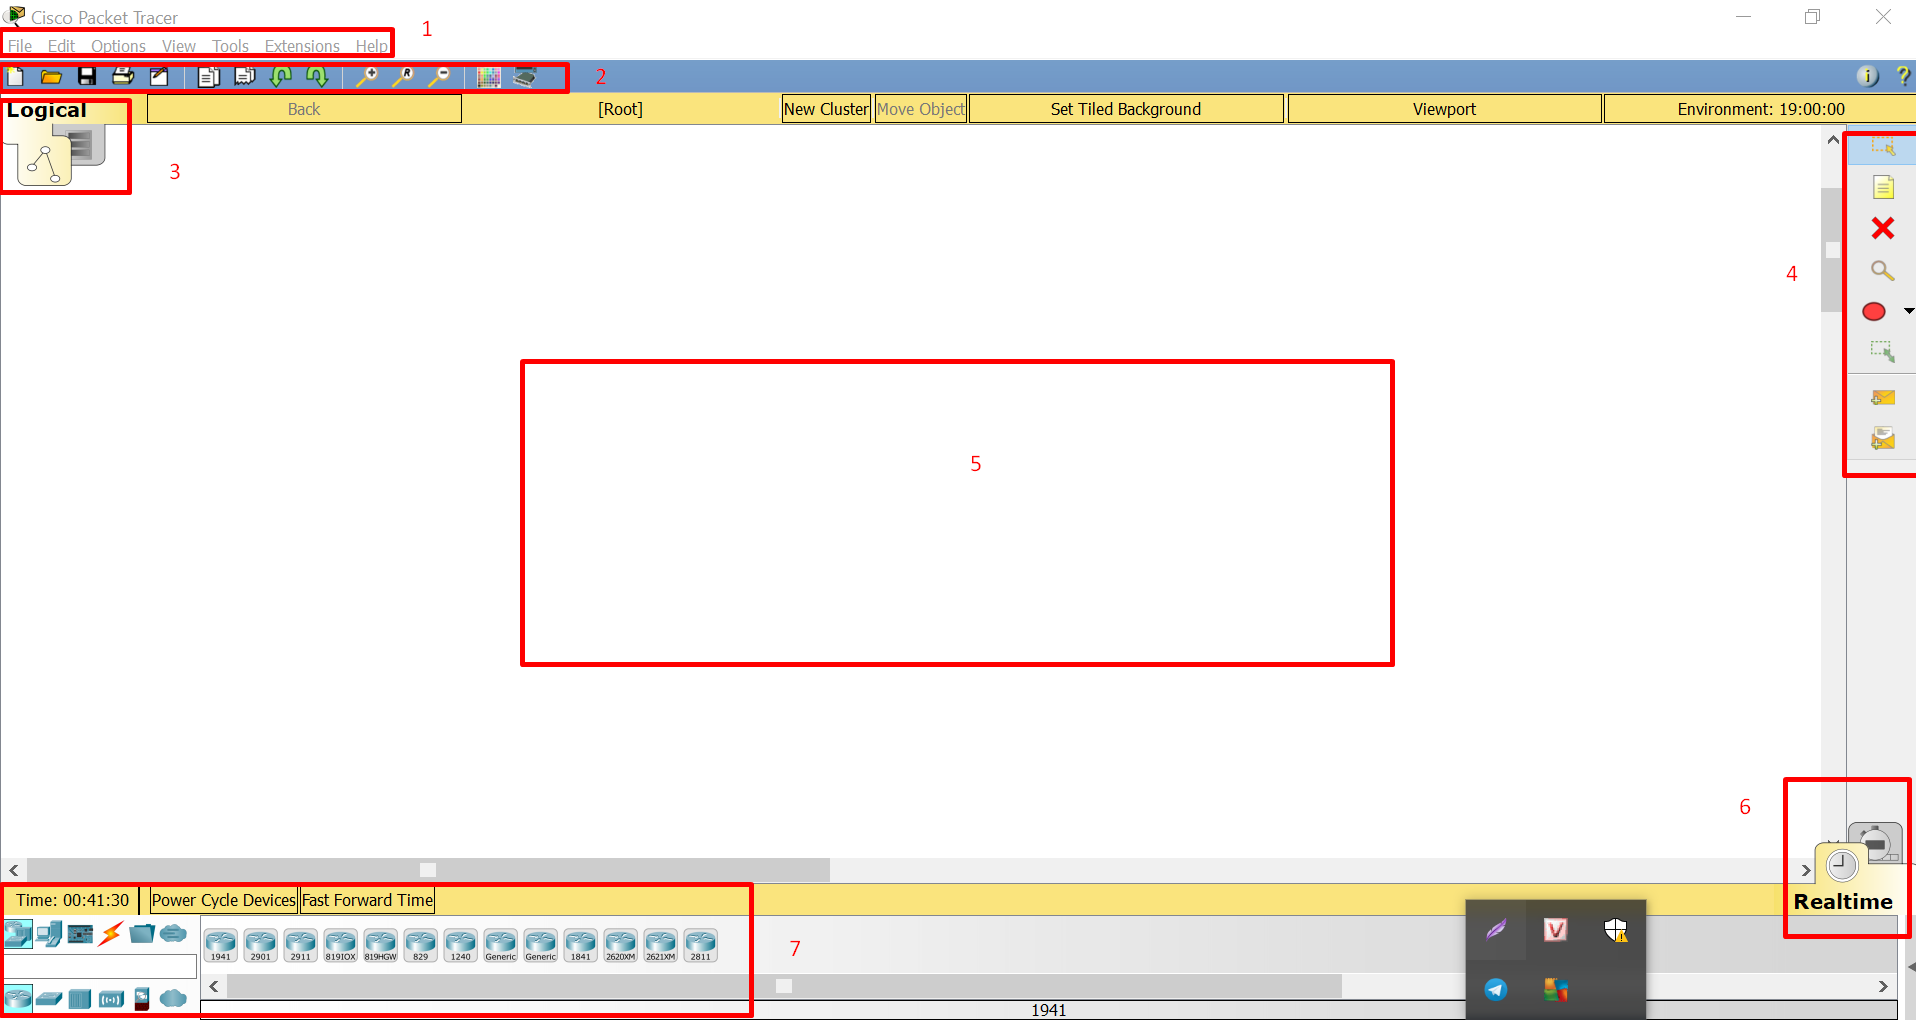 Cisco Packet Tracer
1
File Edit Options View Tools Extensions Help
2
Logical Back [Root] New Cluster Move Object Set Tiled Background Viewport Environment: 19:00:00
3
4
5
6
Time: 00:41:30 Power Cycle Devices Fast Forward Time Realtime
7
1941 2901 2911 819IOX 819HGW 829 1240 Generic Generic 1841 2620XM 2621XM 2811
1941